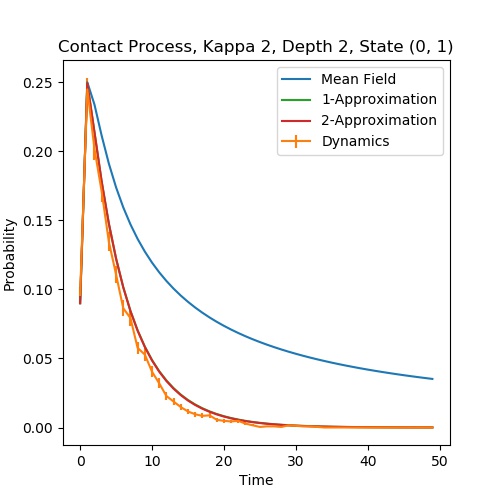 Contact Process, Kappa 2, Depth 2, State (0, 1)
Mean Field
1-Approximation
2-Approximation
Dynamics
Probability
0.25
0.20
0.15
0.10
0.05
0.00
0 10 20 30 40 50
Time